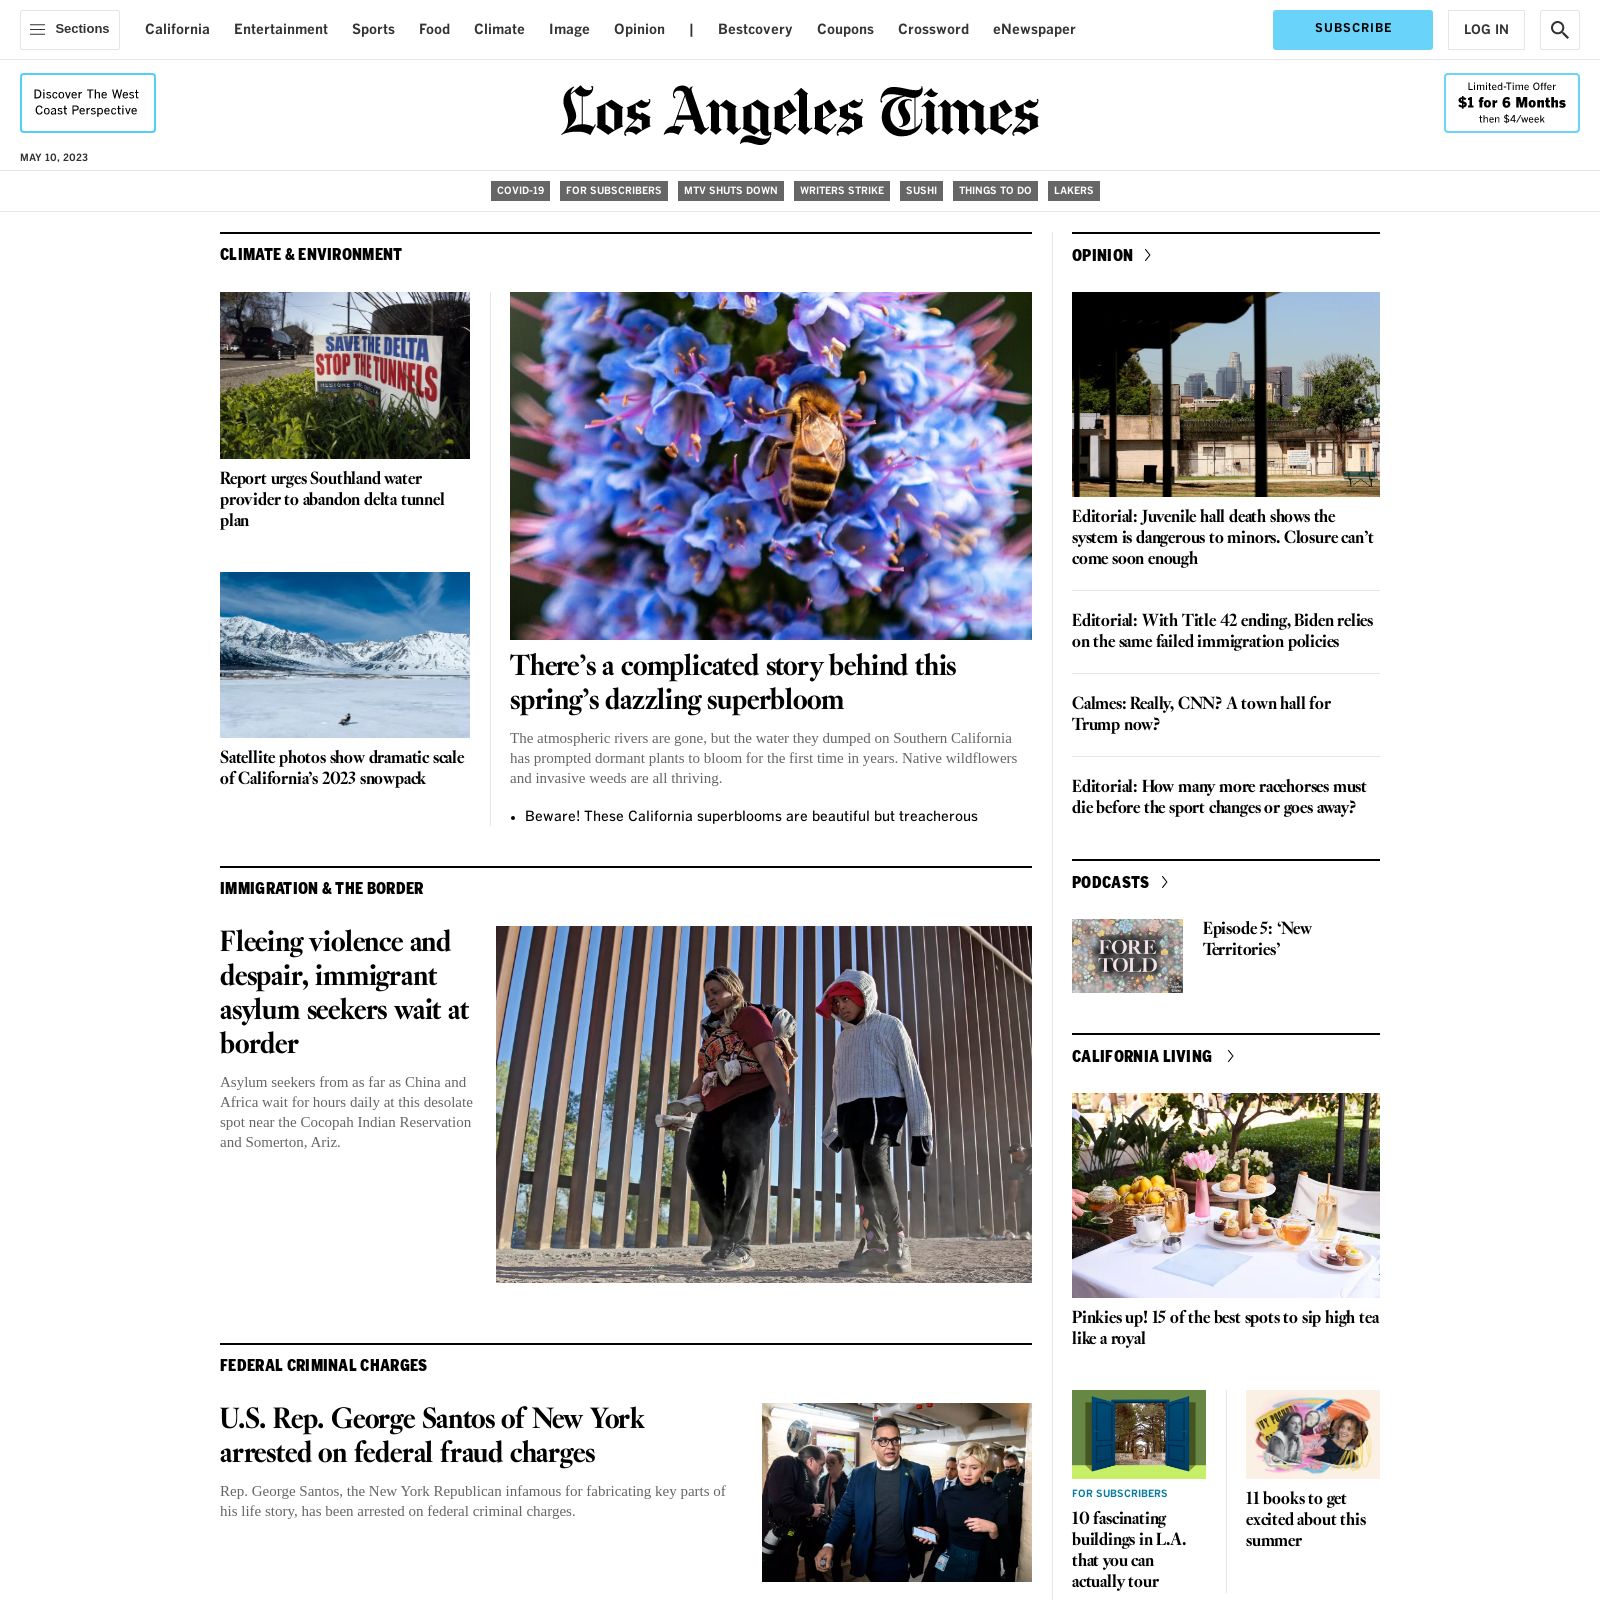 Sections
California
Entertainment
Sports
Food
Climate
Image
Opinion
|
Bestcovery
Coupons
Crossword
eNewspaper
SUBSCRIBE
LOG IN
Discover The West
Coast Perspective
Los Angeles Times
Limited-Time Offer
$1 for 6 Months
then $4/week
MAY 10, 2023
COVID-19
FOR SUBSCRIBERS
MTV SHUTS DOWN
WRITERS STRIKE
SUSHI
THINGS TO DO
LAKERS
CLIMATE & ENVIRONMENT
SAVE THE DELTA
STOP THE TUNNELS
Report urges Southland water
provider to abandon delta tunnel
plan
Satellite photos show dramatic scale
of California’s 2023 snowpack
There’s a complicated story behind this
spring’s dazzling superbloom
The atmospheric rivers are gone, but the water they dumped on Southern California
has prompted dormant plants to bloom for the first time in years. Native wildflowers
and invasive weeds are all thriving.
• Beware! These California superblooms are beautiful but treacherous
IMMIGRATION & THE BORDER
Fleeing violence and
despair, immigrant
asylum seekers wait at
border
Asylum seekers from as far as China and
Africa wait for hours daily at this desolate
spot near the Cocopah Indian Reservation
and Somerton, Ariz.
FEDERAL CRIMINAL CHARGES
U.S. Rep. George Santos of New York
arrested on federal fraud charges
Rep. George Santos, the New York Republican infamous for fabricating key parts of
his life story, has been arrested on federal criminal charges.
OPINION
Editorial: Juvenile hall death shows the
system is dangerous to minors. Closure can’t
come soon enough
Editorial: With Title 42 ending, Biden relies
on the same failed immigration policies
Calmes: Really, CNN? A town hall for
Trump now?
Editorial: How many more racehorses must
die before the sport changes or goes away?
PODCASTS
FORE
TOLD
Episode 5: ‘New
Territories’
CALIFORNIA LIVING
Pinkies up! 15 of the best spots to sip high tea
like a royal
FOR SUBSCRIBERS
10 fascinating
buildings in L.A.
that you can
actually tour
11 books to get
excited about this
summer